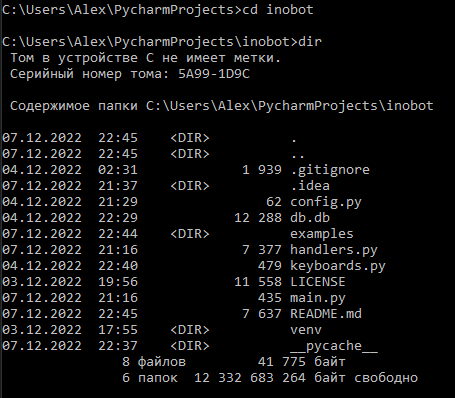 C:\Users\Alex\PycharmProjects>cd inobot
C:\Users\Alex\PycharmProjects\inobot>dir
Том в устройстве C не имеет метки.
Серийный номер тома: 5A99-1D9C
Содержимое папки C:\Users\Alex\PycharmProjects\inobot
07.12.2022  22:45    <DIR>          .
07.12.2022  22:45    <DIR>          ..
04.12.2022  02:31             1 939 .gitignore
07.12.2022  21:37    <DIR>          .idea
04.12.2022  21:29                62 config.py
04.12.2022  22:29            12 288 db.db
07.12.2022  22:44    <DIR>          examples
07.12.2022  21:16             7 377 handlers.py
04.12.2022  22:40               479 keyboards.py
03.12.2022  19:56            11 558 LICENSE
07.12.2022  21:16               435 main.py
07.12.2022  22:45             7 637 README.md
03.12.2022  17:55    <DIR>          venv
07.12.2022  22:37    <DIR>          __pycache__
8 файлов         41 775 байт
6 папок  12 332 683 264 байт свободно